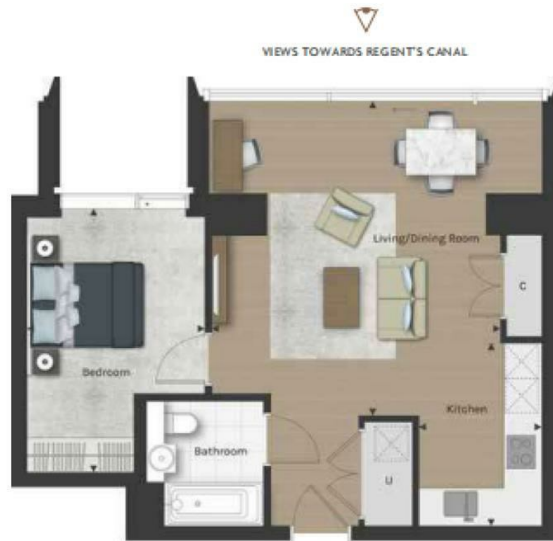 VIEWS TOWARDS REGENT'S CANAL
Living/Dining Room
C
Bedroom
Kitchen
Bathroom
U